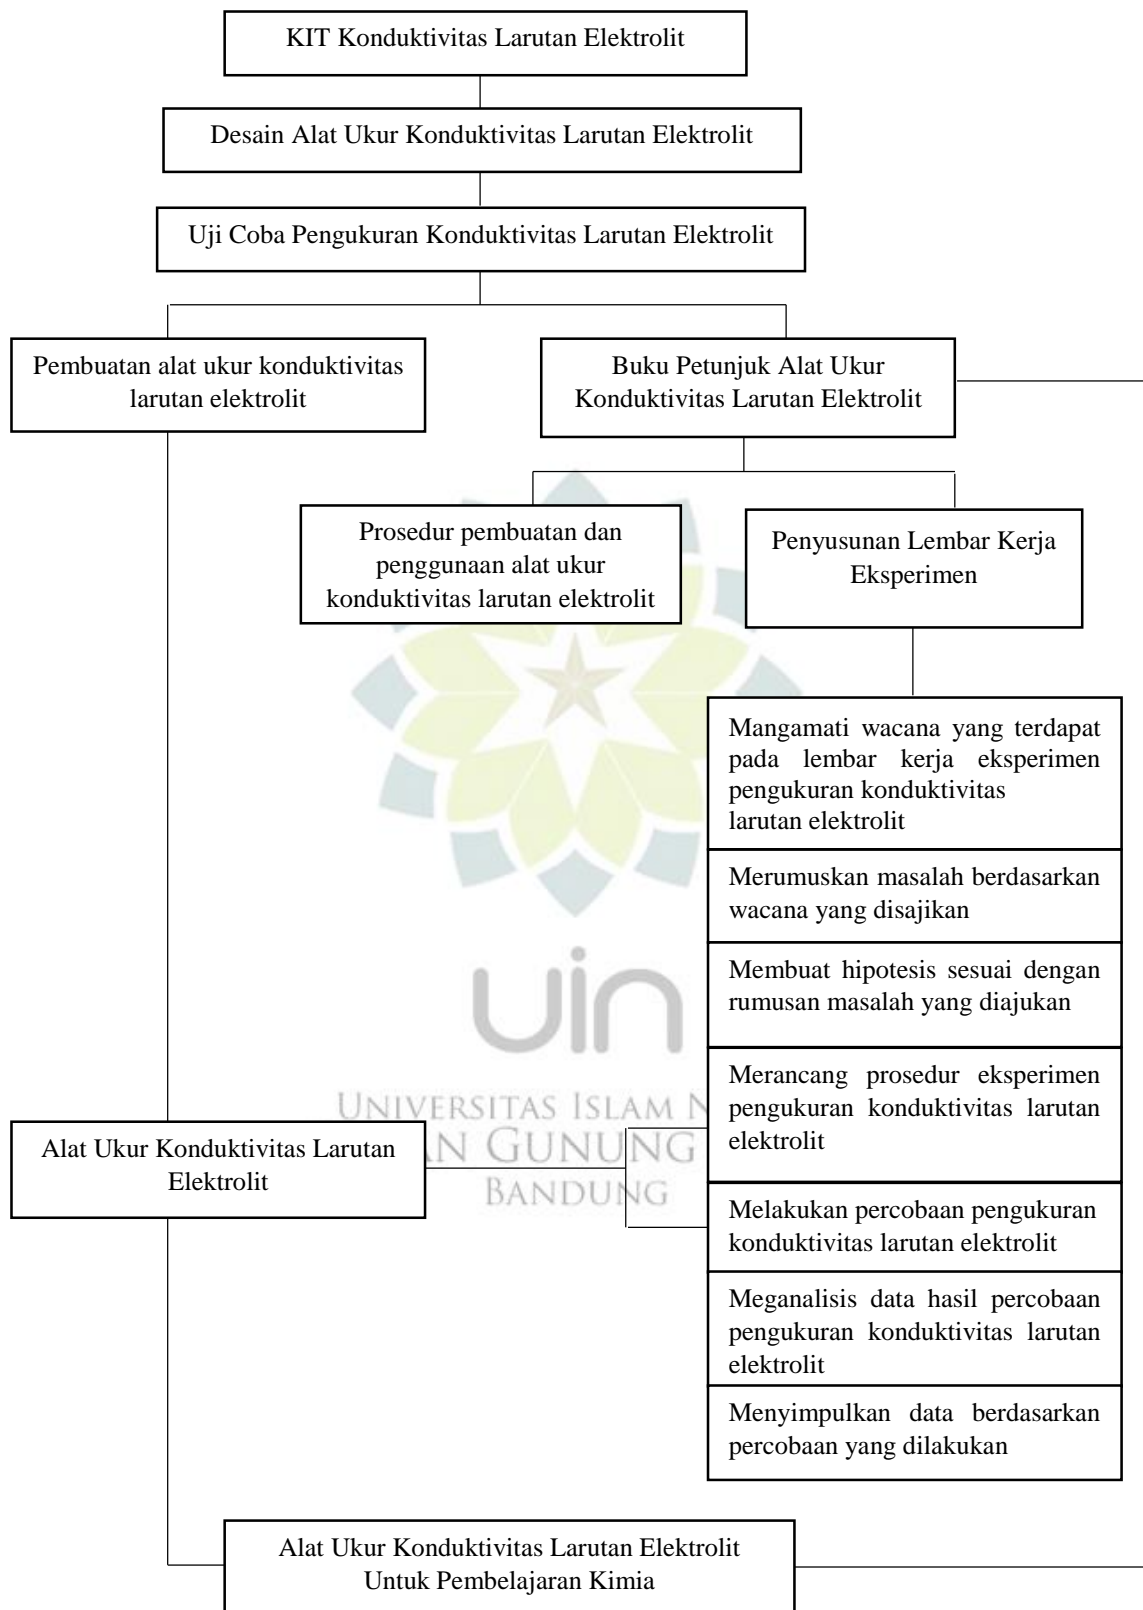 KIT Konduktivitas Larutan Elektrolit
Desain Alat Ukur Konduktivitas Larutan Elektrolit
Uji Coba Pengukuran Konduktivitas Larutan Elektrolit
Pembuatan alat ukur konduktivitas
larutan elektrolit
Buku Petunjuk Alat Ukur
Konduktivitas Larutan Elektrolit
Prosedur pembuatan dan
penggunaan alat ukur
konduktivitas larutan elektrolit
Penyusunan Lembar Kerja
Eksperimen
Mangamati wacana yang terdapat
pada lembar kerja eksperimen
pengukuran konduktivitas
larutan elektrolit
Merumuskan masalah berdasarkan
wacana yang disajikan
Membuat hipotesis sesuai dengan
rumusan masalah yang diajukan
uin
UNIVERSITAS ISLAM N
AN GUNUNG
BANDUNG
Merancang prosedur eksperimen
pengukuran konduktivitas larutan
elektrolit
Alat Ukur Konduktivitas Larutan
Elektrolit
Melakukan percobaan pengukuran
konduktivitas larutan elektrolit
Meganalisis data hasil percobaan
pengukuran konduktivitas larutan
elektrolit
Menyimpulkan data berdasarkan
percobaan yang dilakukan
Alat Ukur Konduktivitas Larutan Elektrolit
Untuk Pembelajaran Kimia